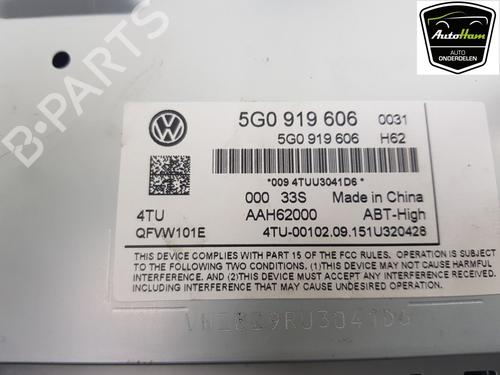 AutoHam
AUTO
ONDERDELEN
B-PARTS
5G0 919 606 0031
5G0 919 606 H62
*009 4TUU3041D6*
000 33S Made in China
4TU AAH62000 ABT-High
QFVW101E 4TU-00102.09.151U320428
THIS DEVICE COMPLIES WITH PART 15 OF THE FCC RULES. OPERATION IS
SUBJECT TO THE FOLLOWING TWO CONDITIONS. (1)THIS DEVICE MAY NOT CAUSE HARMFUL
INTERFERENCE, AND (2)THIS DEVICE MUST ACCEPT ANY INTERFERENCE RECEIVED,
INCLUDING INTERFERENCE THAT MAY CAUSE UNDESIRED OPERATION.